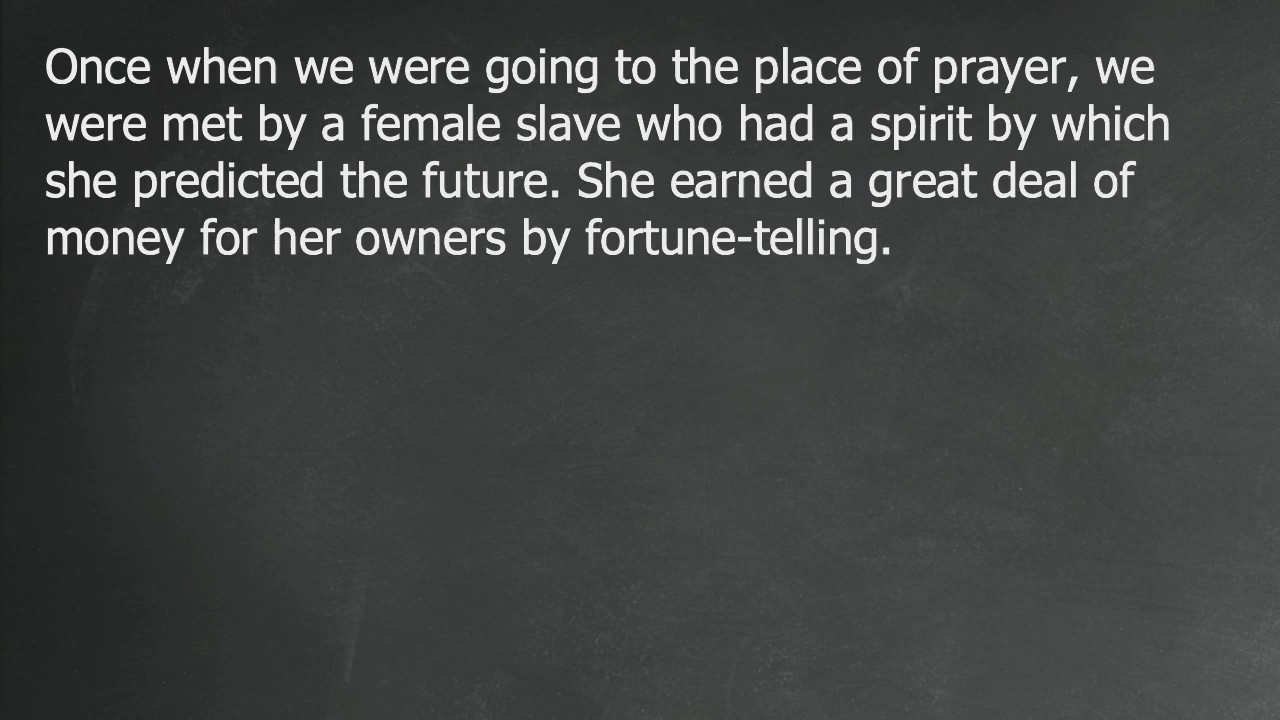 Once when we were going to the place of prayer, we
were met by a female slave who had a spirit by which
she predicted the future. She earned a great deal of
money for her owners by fortune-telling.